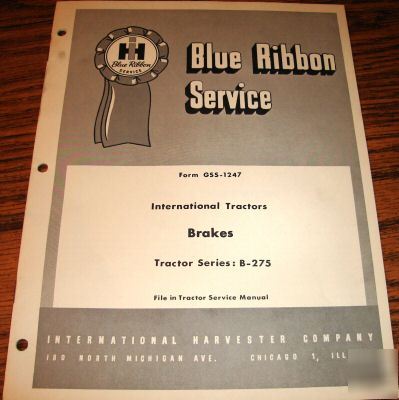 IH
Blue Ribbon
SERVICE
Blue Ribbon
Service
Form GSS-1247
International Tractors
Brakes
Tractor Series: B-275
File in Tractor Service Manual
INTERNATIONAL HARVESTER COMPANY
180 NORTH MICHIGAN AVE. CHICAGO 1, ILL